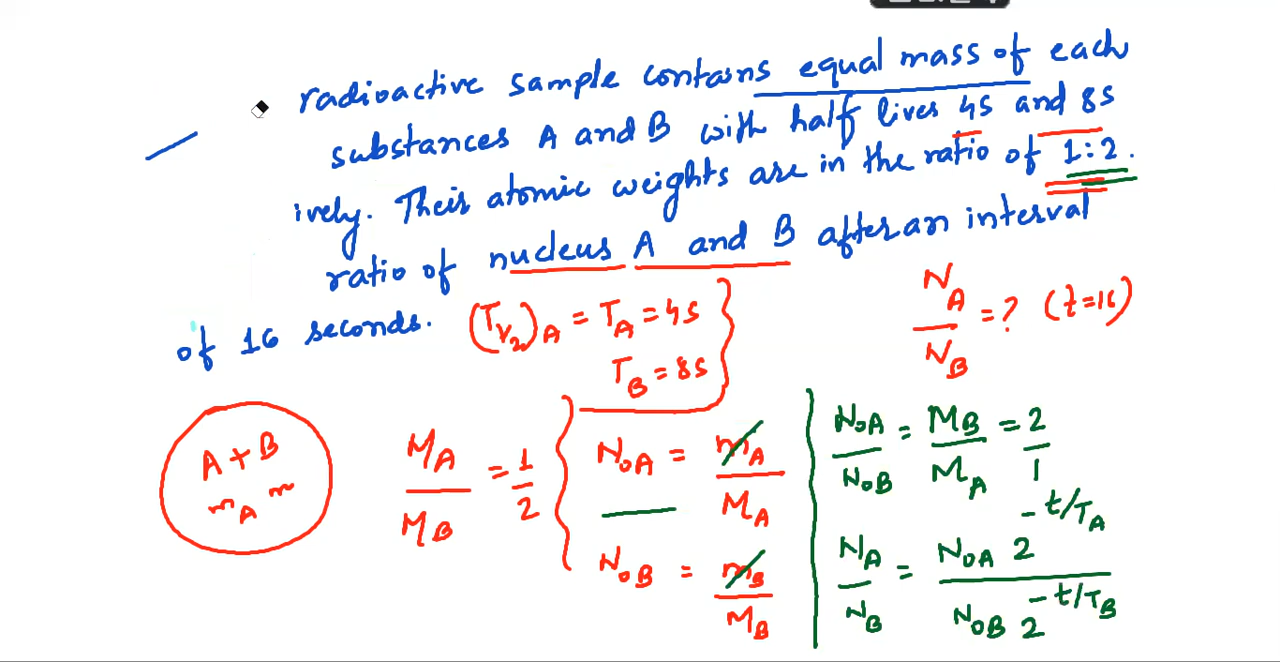 radioactive sample contains equal mass of each
substances A and B with half lives 4s and 8s
ively. Their atomic weights are in the ratio of 1:2.
ratio of nucleus A and B after an interval
of 16 seconds.
(T1/2)A = TA = 4s
TB = 8s
NA/NB = ? (t=16)
A + B
mA m
MA/MB = 1/2
N0A = mA/MA
N0B = mB/MB
N0A/N0B = MB/MA = 2/1
NA/NB = N0A 2^-t/TA / N0B 2^-t/TB